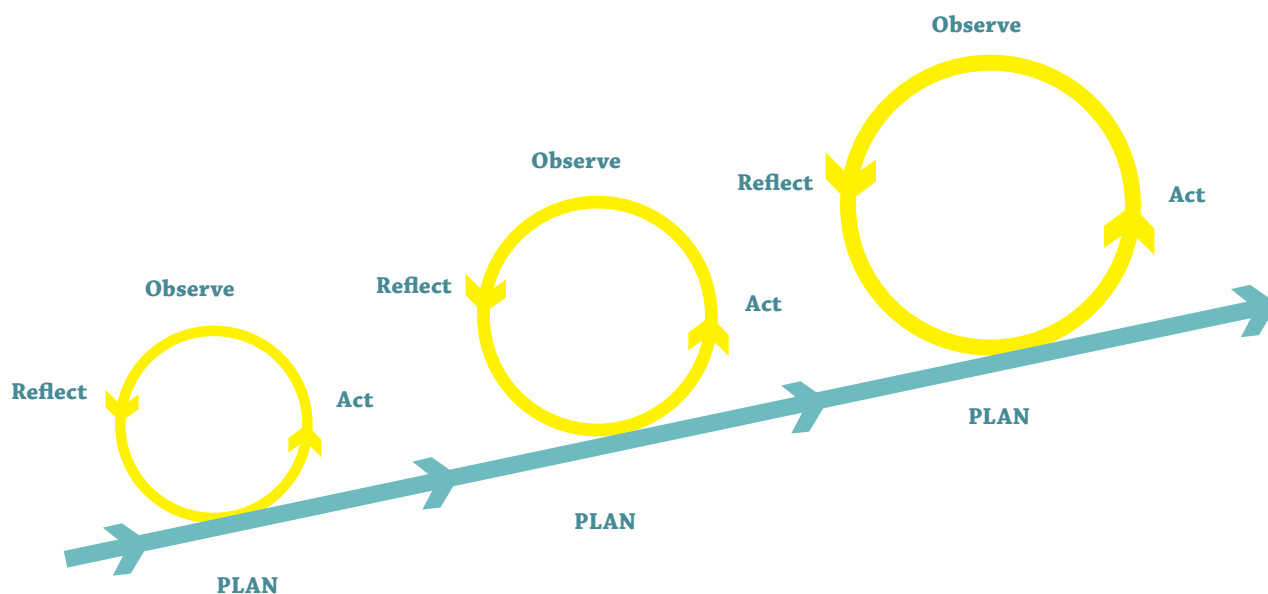 Observe
Reflect
Act
PLAN
Observe
Reflect
Act
PLAN
Observe
Reflect
Act
PLAN